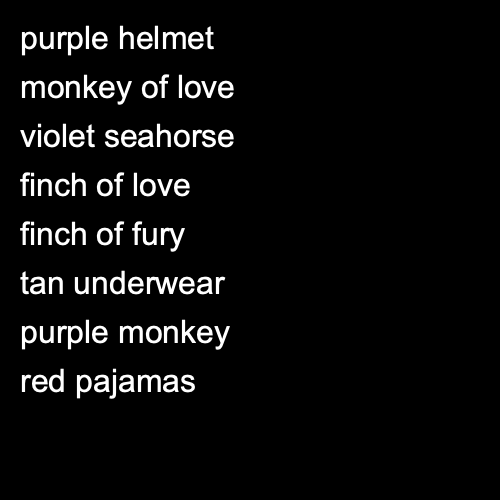 purple helmet
monkey of love
violet seahorse
finch of love
finch of fury
tan underwear
purple monkey
red pajamas